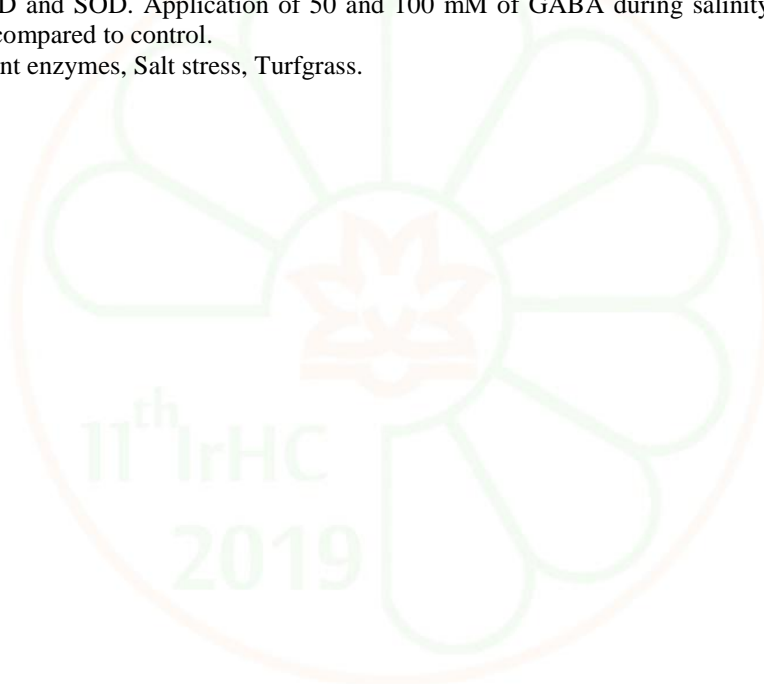 D and SOD. Application of 50 and 100 mM of GABA during salinity
compared to control.
nt enzymes, Salt stress, Turfgrass.
11th IrHC
2019